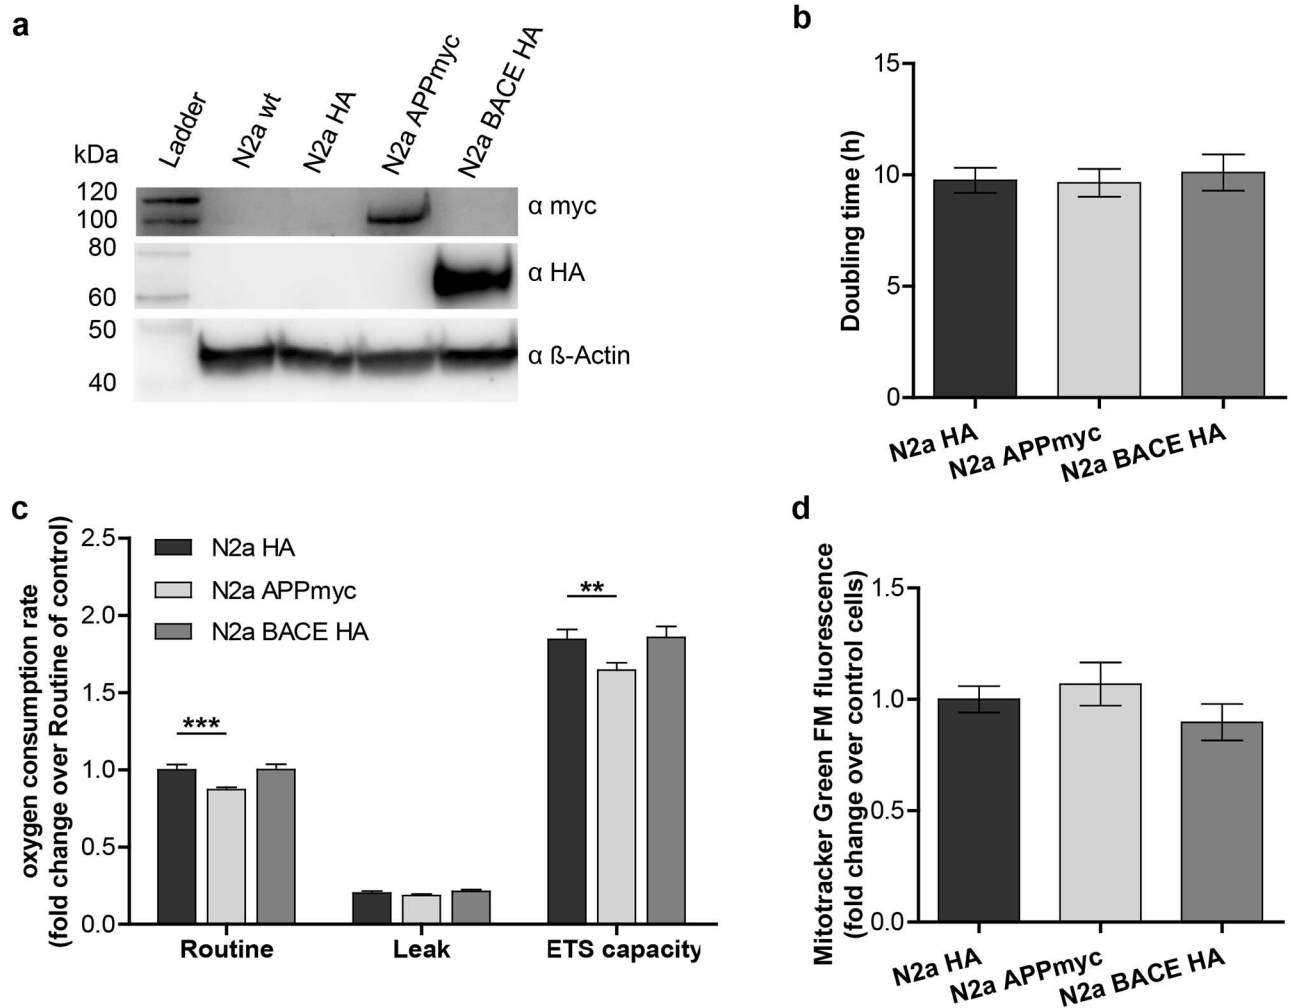 a
kDa
Ladder
N2a wt
N2a HA
N2a APPmyc
N2a BACE HA
120
100
80
60
50
40
α myc
α HA
α ß-Actin
b
Doubling time (h)
15
10
5
0
N2a HA
N2a APPmyc
N2a BACE HA
c
oxygen consumption rate
(fold change over Routine of control)
2.5
2.0
1.5
1.0
0.5
0.0
N2a HA
N2a APPmyc
N2a BACE HA
***
**
Routine
Leak
ETS capacity
d
Mitotracker Green FM fluorescence
(fold change over control cells)
1.5
1.0
0.5
0.0
N2a HA
N2a APPmyc
N2a BACE HA